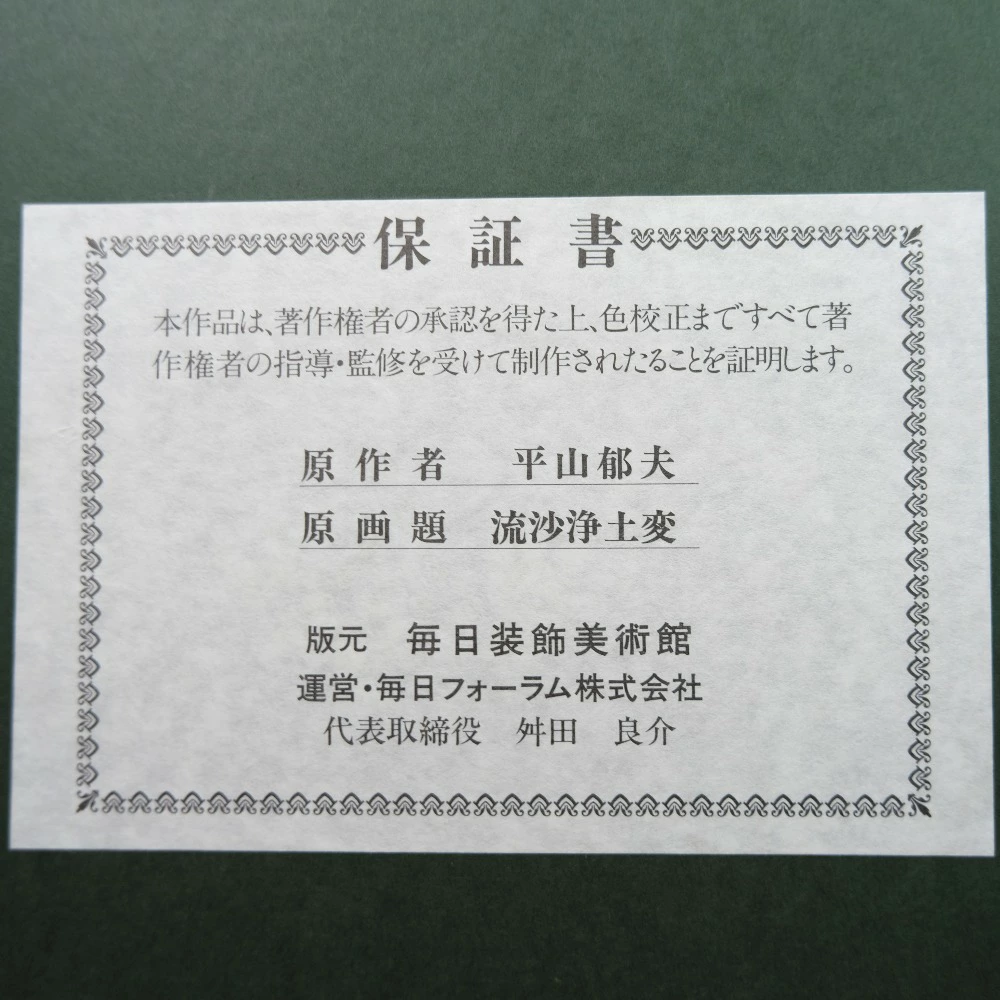 保証書
本作品は、著作権者の承認を得た上、色校正まですべて著
作権者の指導・監修を受けて制作されたることを証明します。
原作者　平山郁夫
原画題　流沙浄土変
版元　毎日装飾美術館
運営・毎日フォーラム株式会社
代表取締役　舛田　良介